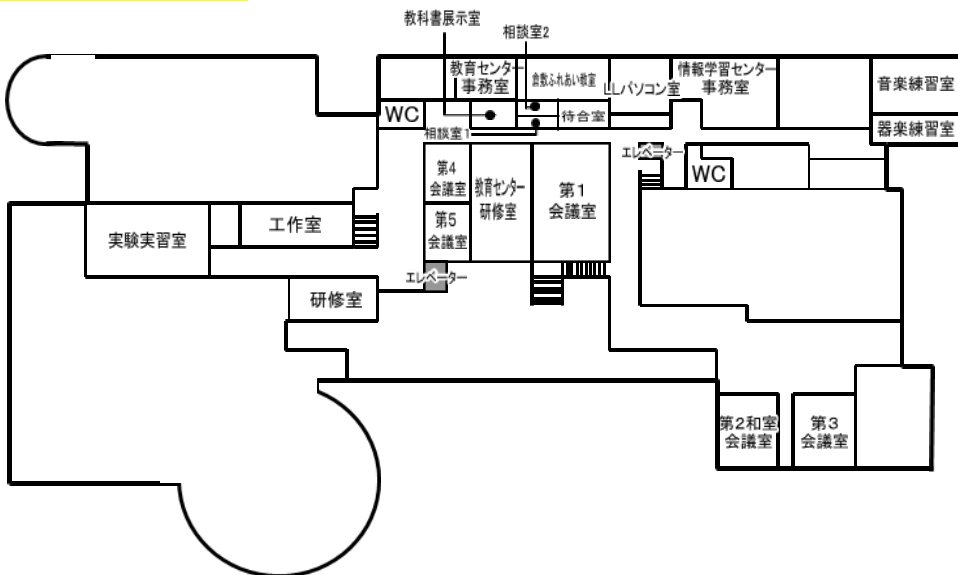 教科書展示室
相談室2
教育センター
事務室
倉敷ふれあい教室
LLパソコン室
情報学習センター
事務室
音楽練習室
WC
待合室
相談室1
器楽練習室
エレベーター
WC
第4
会議室
教育センター
研修室
第1
会議室
第5
会議室
実験実習室
工作室
エレベーター
研修室
第2和室
会議室
第3
会議室